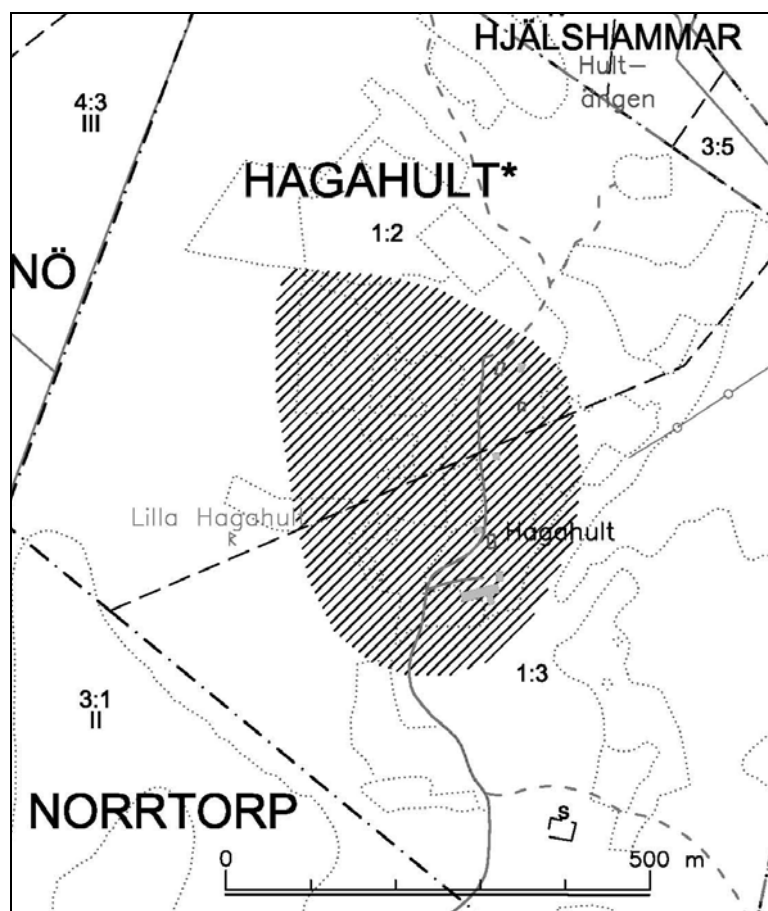 HJÄLSHAMMAR
Hult-
ängen
4:3
III
3:5
HAGAHULT*
1:2
NÖ
Lilla Hagahult
R
Hagahult
1:3
3:1
II
NORRTORP
S
0
500 m